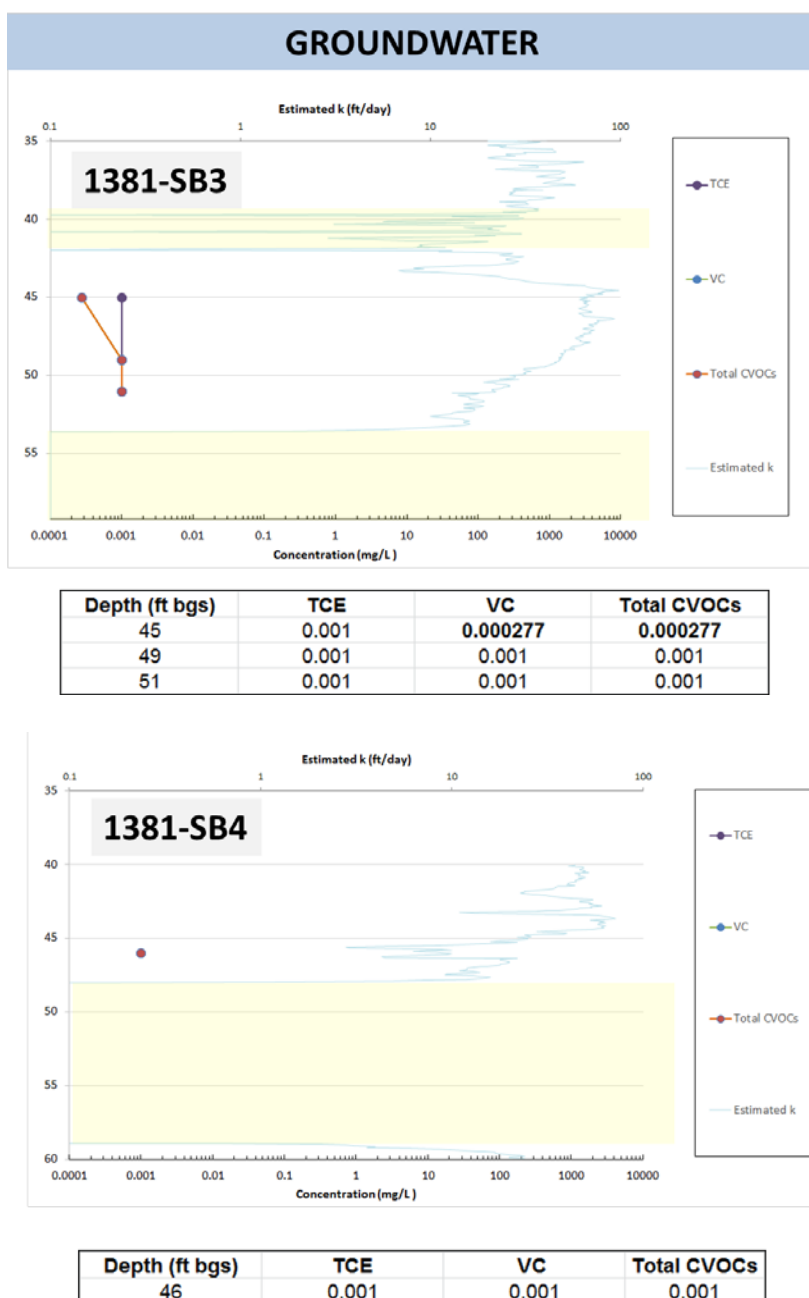 GROUNDWATER
Estimated k (ft/day)
0.1 1 10 100
35
1381-SB3
40
45
50
55
0.0001 0.001 0.01 0.1 1 10 100 1000 10000
Concentration (mg/L)
TCE
VC
Total CVOCs
Estimated k
Depth (ft bgs) TCE VC Total CVOCs
45 0.001 0.000277 0.000277
49 0.001 0.001 0.001
51 0.001 0.001 0.001
Estimated k (ft/day)
0.1 1 10 100
35
1381-SB4
40
45
50
55
60
0.0001 0.001 0.01 0.1 1 10 100 1000 10000
Concentration (mg/L)
TCE
VC
Total CVOCs
Estimated k
Depth (ft bgs) TCE VC Total CVOCs
46 0.001 0.001 0.001